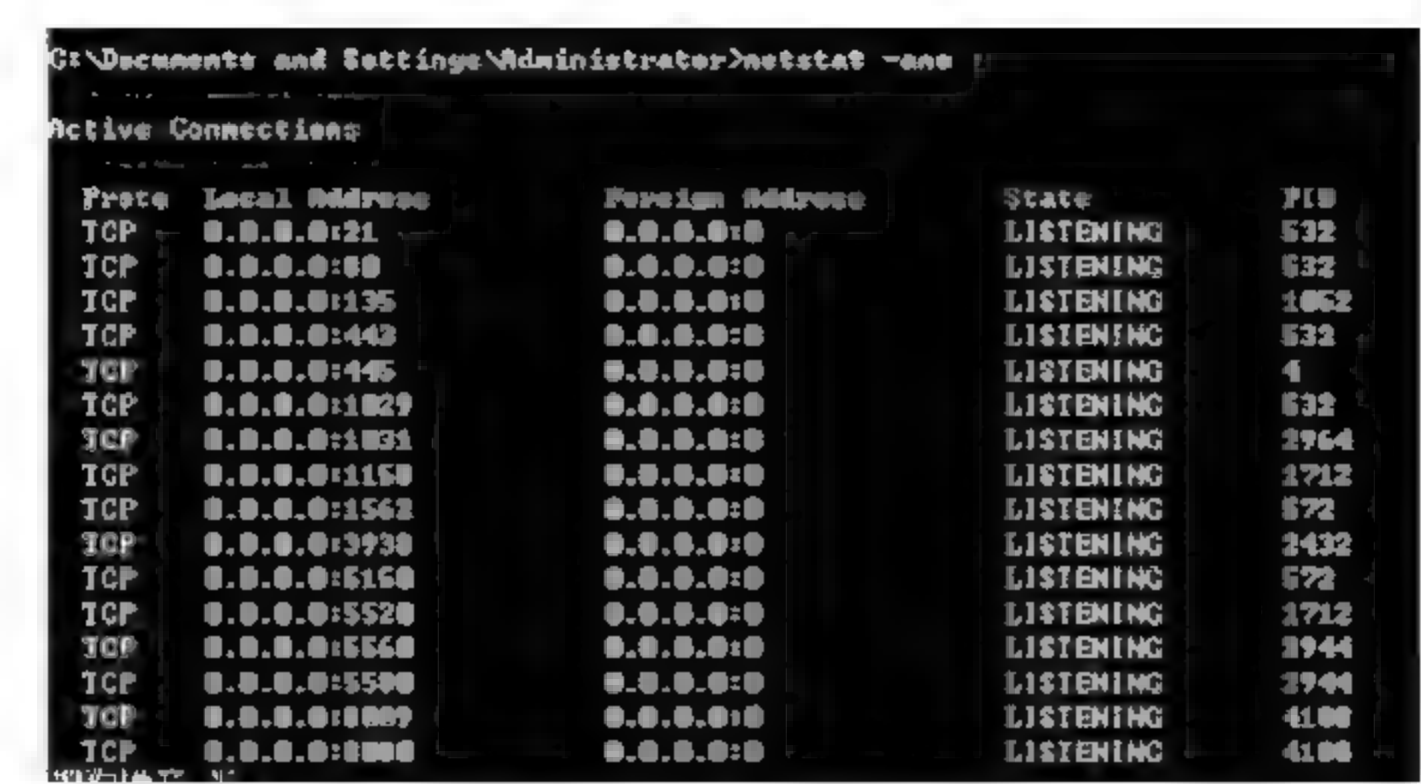 C:\Documents and Settings\Administrator>netstat -ano
Active Connections
Proto Local Address Foreign Address State PID
TCP 0.0.0.0:21 0.0.0.0:0 LISTENING 532
TCP 0.0.0.0:80 0.0.0.0:0 LISTENING 532
TCP 0.0.0.0:135 0.0.0.0:0 LISTENING
TCP 0.0.0.0:443 0.0.0.0:0 LISTENING 532
TCP 0.0.0.0:445 0.0.0.0:0 LISTENING 4
TCP 0.0.0.0:1029 0.0.0.0:0 LISTENING 532
TCP 0.0.0.0:1031 0.0.0.0:0 LISTENING 2964
TCP 0.0.0.0:1158 0.0.0.0:0 LISTENING 2712
TCP 0.0.0.0:1562 0.0.0.0:0 LISTENING 572
TCP 0.0.0.0:3938 0.0.0.0:0 LISTENING 2432
TCP 0.0.0.0:0 LISTENING 572
TCP 0.0.0.0:5520 0.0.0.0:0 LISTENING 2712
TCP 0.0.0.0:5560 0.0.0.0:0 LISTENING
TCP 0.0.0.0:5580 0.0.0.0:0 LISTENING
TCP 0.0.0.0:8009 0.0.0.0:0 LISTENING
TCP 0.0.0.0:0 LISTENING